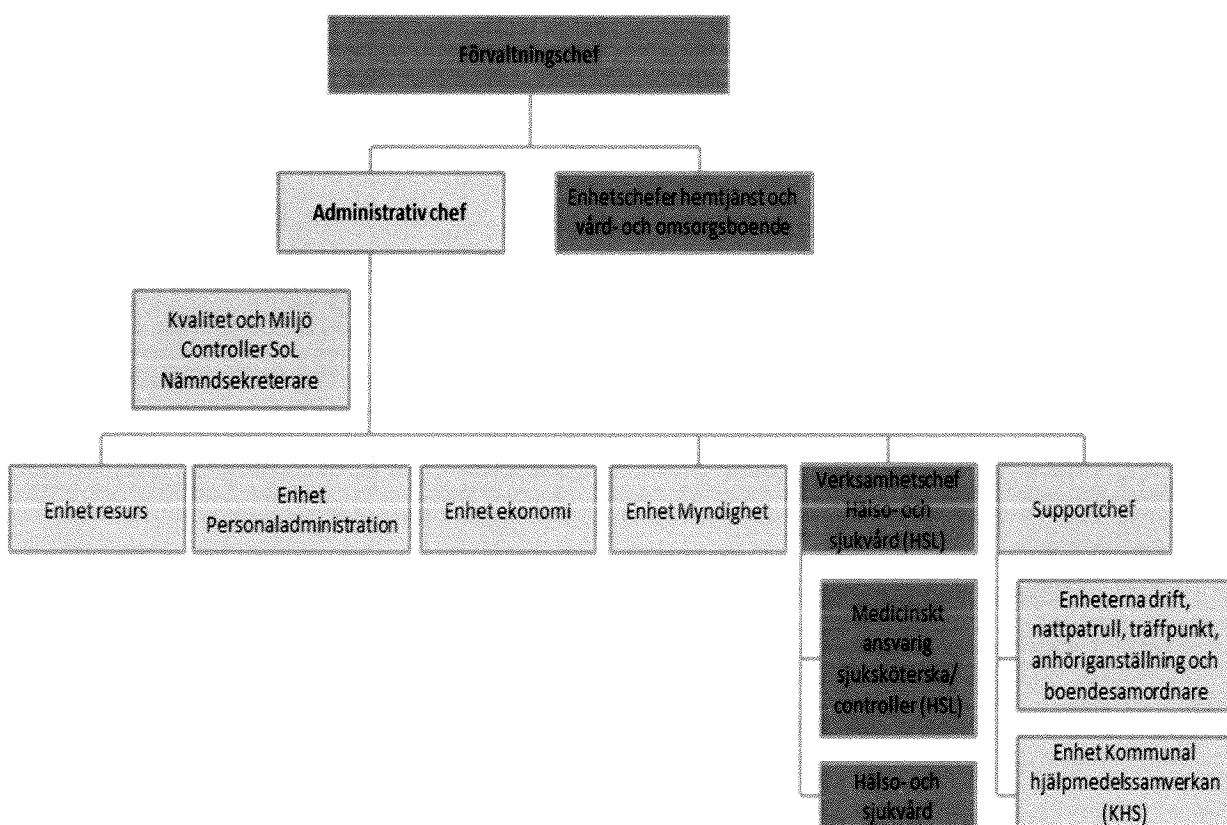 Förvaltningschef
Administrativ chef
Enhetschefer hemtjänst och
vård- och omsorgsboende
Kvalitet och Miljö
Controller SoL
Nämndsekreterare
Enhet resurs
Enhet
Personaladministration
Enhet ekonomi
Enhet Myndighet
Verksamhetschef
Hälso- och
sjukvård (HSL)
Supportchef
Medicinskt
ansvarig
sjuksköterska/
controller (HSL)
Enheterna drift,
nattpatrull, träffpunkt,
anhöriganställning och
boendesamordnare
Hälso- och
sjukvård
Enhet Kommunal
hjälpmedelssamverkan
(KHS)